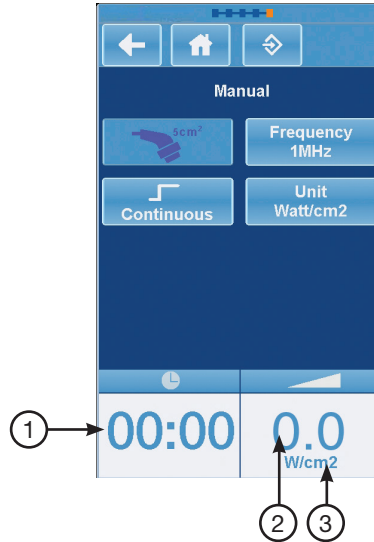 Manual
5cm²
Frequency
1MHz
Continuous
Unit
Watt/cm2
1
00:00
0.0
W/cm2
2
3